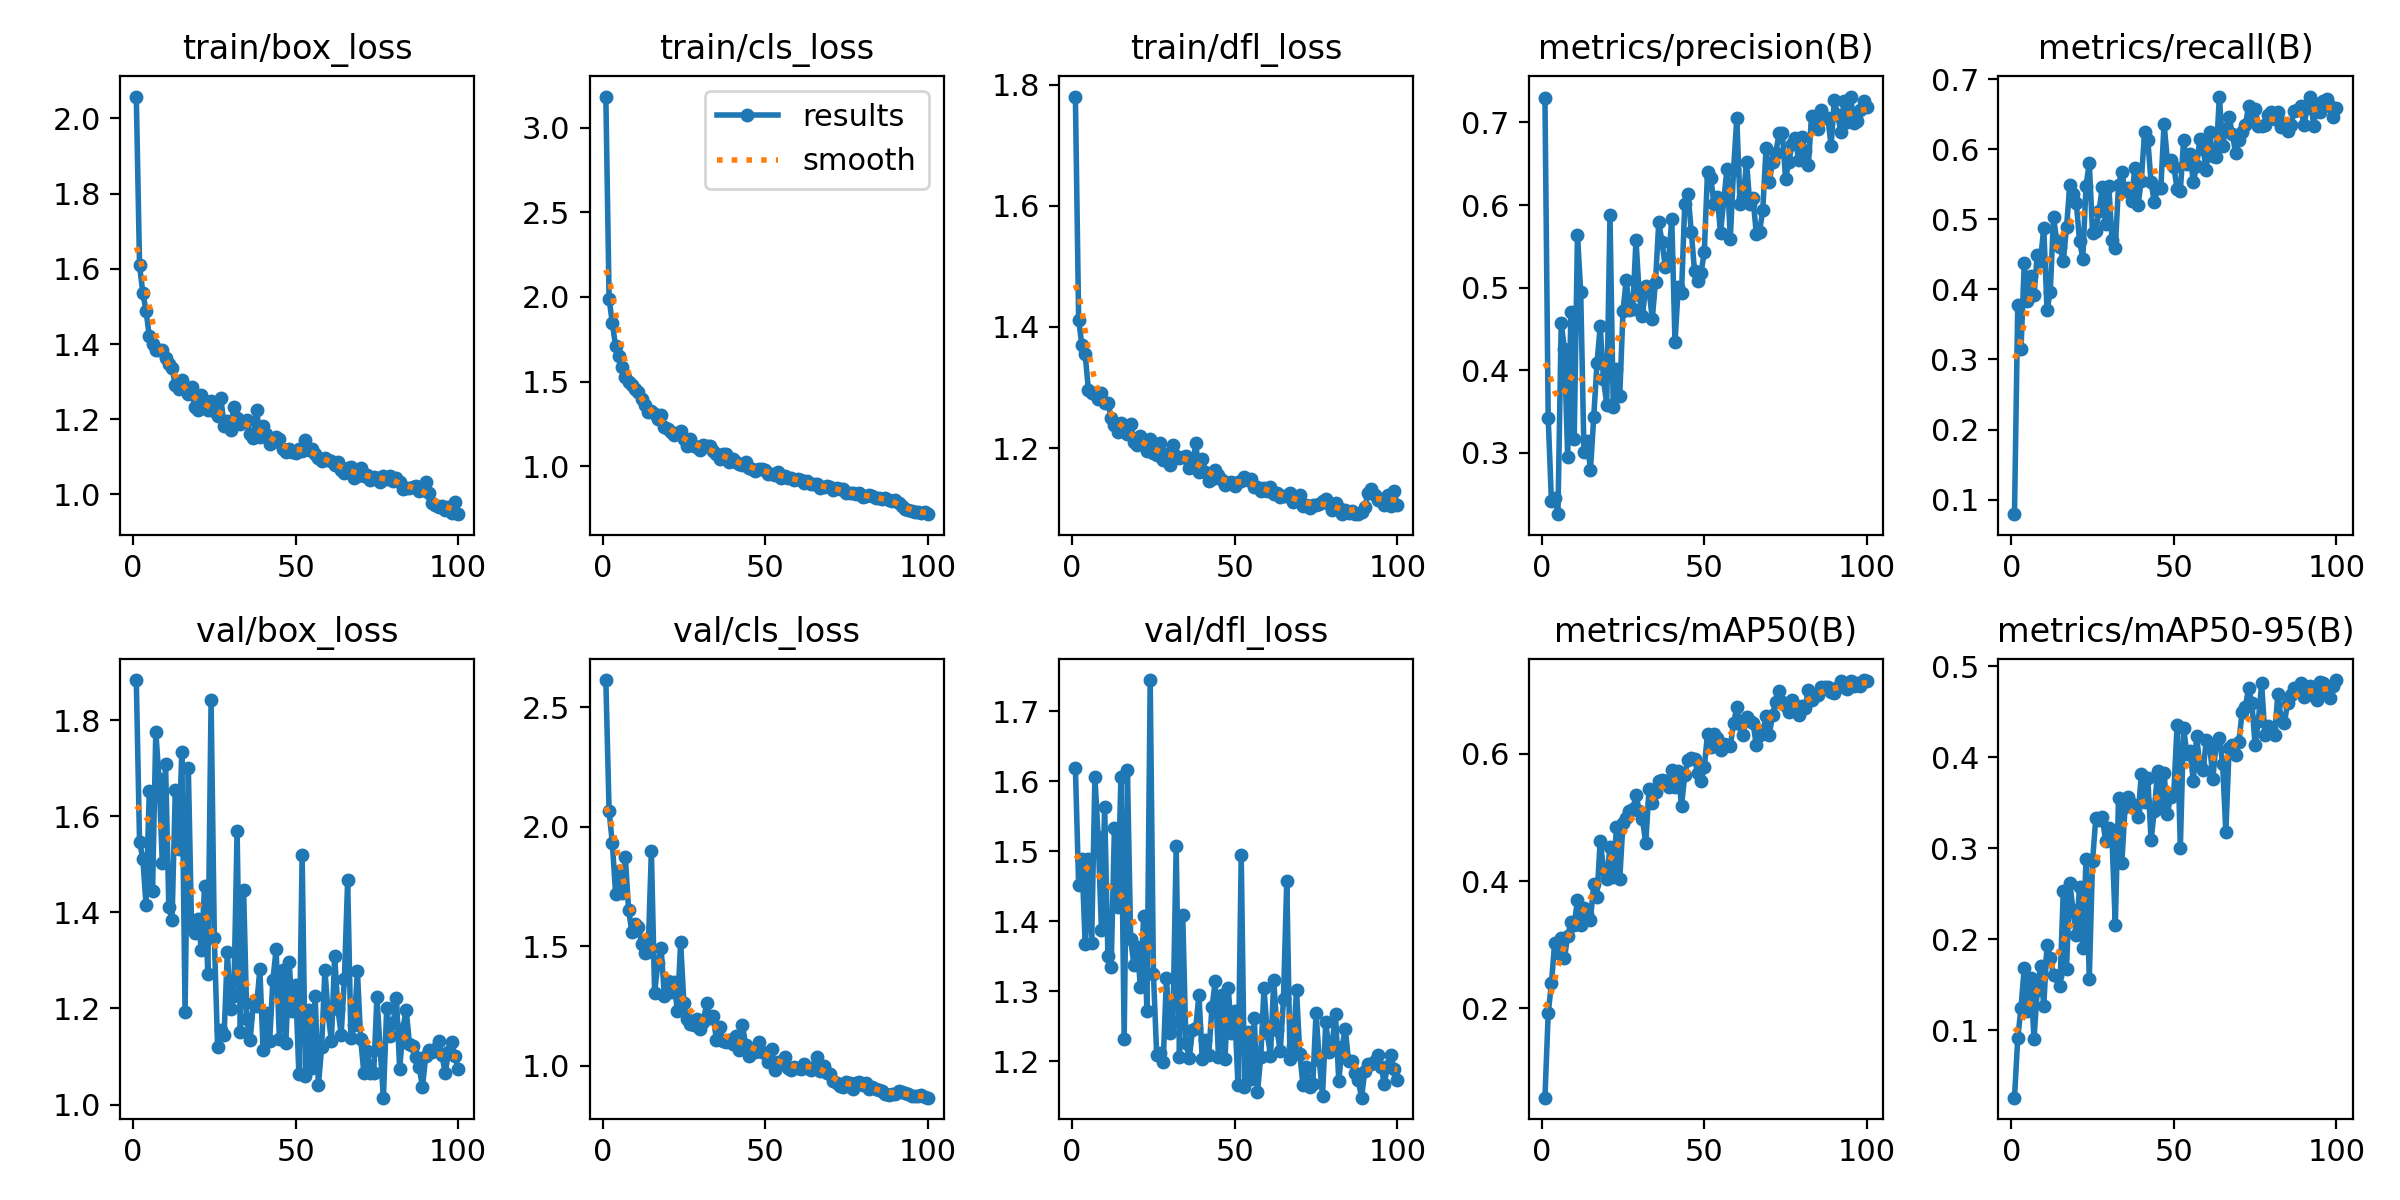 train/box_loss
2.0
1.8
1.6
1.4
1.2
1.0
0 50 100
train/cls_loss
results
smooth
3.0
2.5
2.0
1.5
1.0
0 50 100
train/dfl_loss
1.8
1.6
1.4
1.2
0 50 100
metrics/precision(B)
0.7
0.6
0.5
0.4
0.3
0 50 100
metrics/recall(B)
0.7
0.6
0.5
0.4
0.3
0.2
0.1
0 50 100
val/box_loss
1.8
1.6
1.4
1.2
1.0
0 50 100
val/cls_loss
2.5
2.0
1.5
1.0
0 50 100
val/dfl_loss
1.7
1.6
1.5
1.4
1.3
1.2
0 50 100
metrics/mAP50(B)
0.6
0.4
0.2
0 50 100
metrics/mAP50-95(B)
0.5
0.4
0.3
0.2
0.1
0 50 100